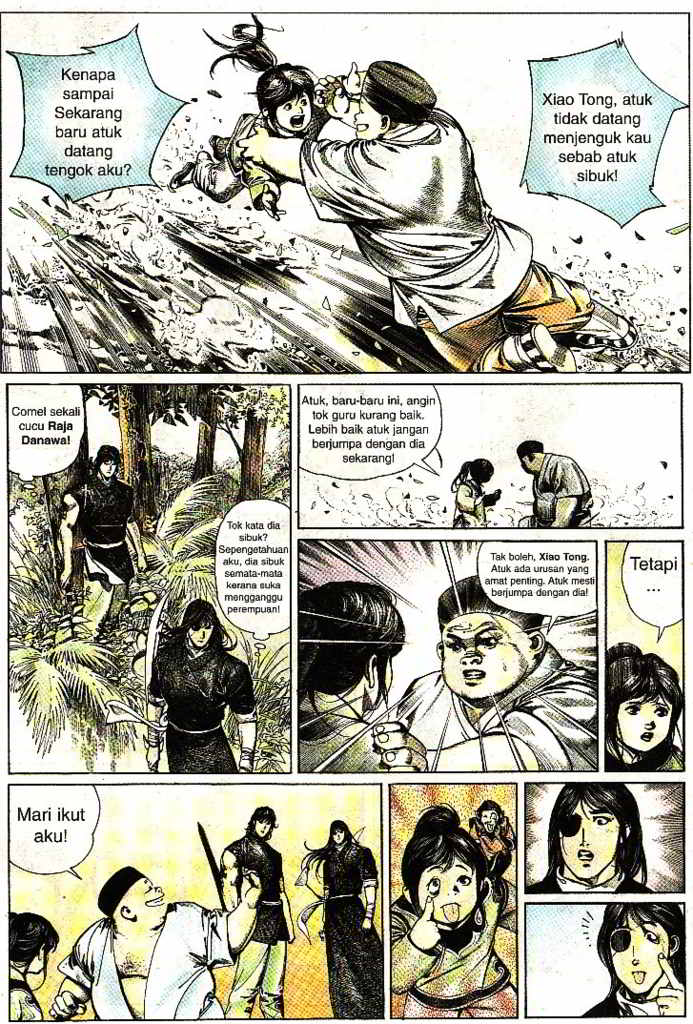 Kenapa
sampai
Sekarang
baru atuk
datang
tengok aku?
Xiao Tong, atuk
tidak datang
menjenguk kau
sebab atuk
sibuk!
Comel sekali
cucu Raja
Danawa!
Tok kata dia
sibuk?
Sepengetahuan
aku, dia sibuk
semata-mata
kerana suka
mengganggu
perempuan!
Atuk, baru-baru ini, angin
tok guru kurang baik.
Lebih baik atuk jangan
berjumpa dengan dia
sekarang!
Tak boleh, Xiao Tong.
Atuk ada urusan yang
amat penting. Atuk mesti
berjumpa dengan dia!
Tetapi
...
Mari ikut
aku!